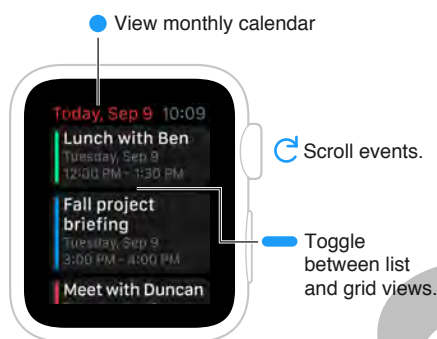 View monthly calendar
Today, Sep 9 10:09
Lunch with Ben
Tuesday, Sep 9
12:00 PM - 1:30 PM
Scroll events.
Fall project
briefing
Tuesday, Sep 9
3:00 PM - 4:00 PM
Toggle
between list
and grid views.
Meet with Duncan